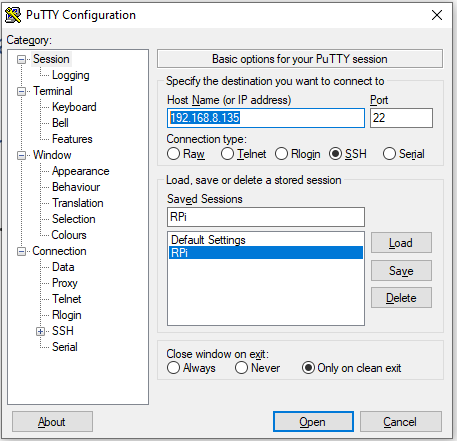 PuTTY Configuration
Category:
Session
Logging
Terminal
Keyboard
Bell
Features
Window
Appearance
Behaviour
Translation
Selection
Colours
Connection
Data
Proxy
Telnet
Rlogin
SSH
Serial
Basic options for your PuTTY session
Specify the destination you want to connect to
Host Name (or IP address) Port
192.168.8.135 22
Connection type:
Raw Telnet Rlogin SSH Serial
Load, save or delete a stored session
Saved Sessions
RPi
Default Settings
RPi
Load
Save
Delete
Close window on exit:
Always Never Only on clean exit
About Open Cancel